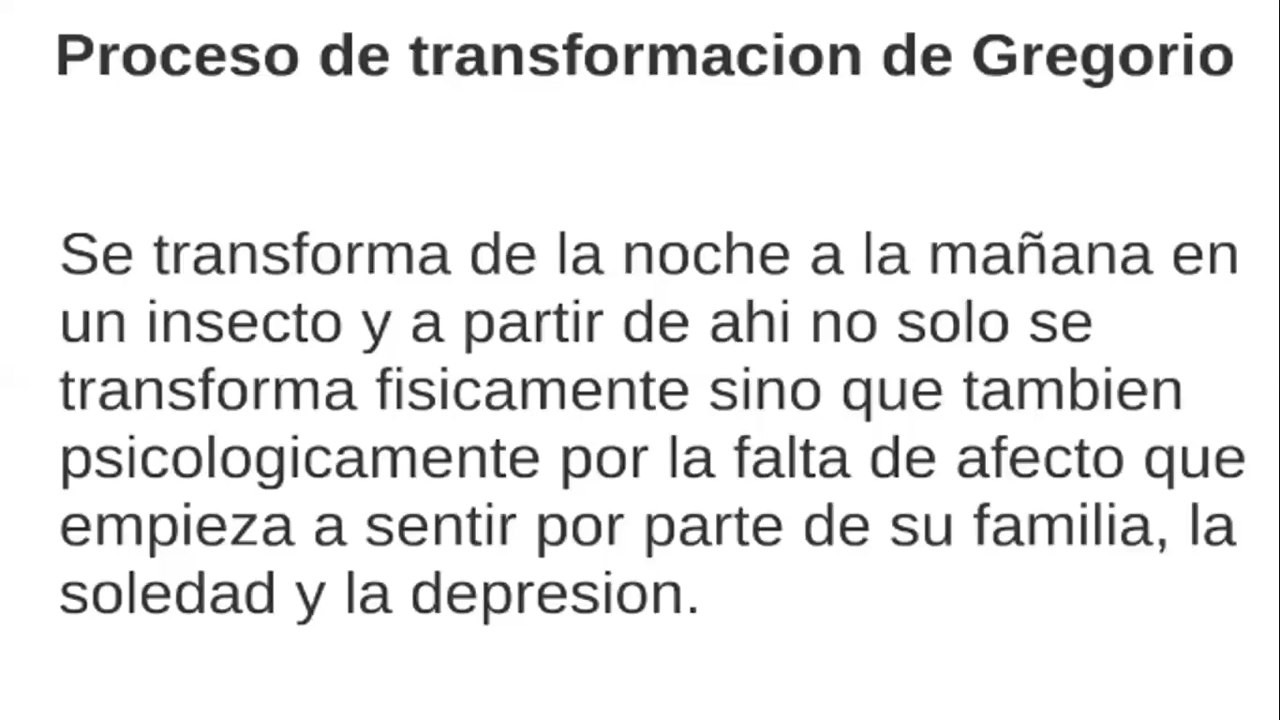 Proceso de transformacion de Gregorio
Se transforma de la noche a la mañana en
un insecto y a partir de ahi no solo se
transforma fisicamente sino que tambien
psicologicamente por la falta de afecto que
empieza a sentir por parte de su familia, la
soledad y la depresion.